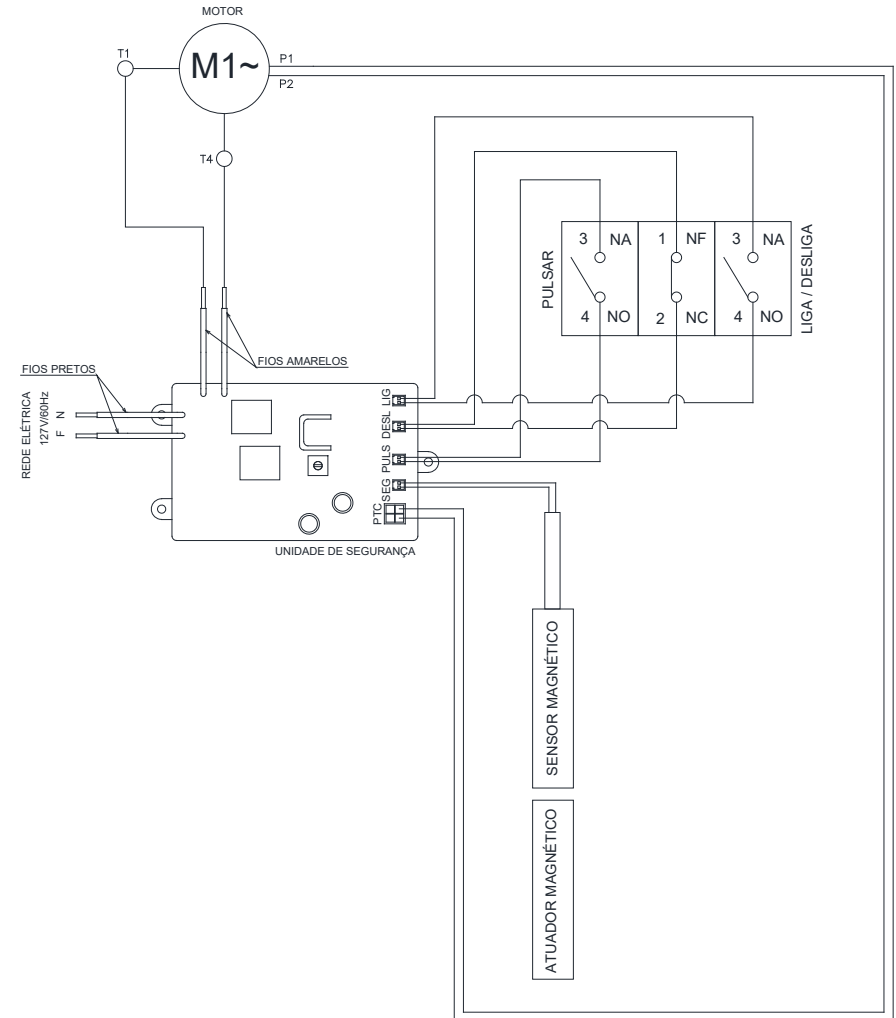 MOTOR
T1
M1~
P1
P2
T4
PULSAR
3 NA
4 NO
1 NF
2 NC
3 NA
4 NO
LIGA / DESLIGA
FIOS AMARELOS
FIOS PRETOS
REDE ELÉTRICA
127V/60Hz
N
F
LIG
DESL
PULS
SEG
PTC
UNIDADE DE SEGURANÇA
SENSOR MAGNÉTICO
ATUADOR MAGNÉTICO